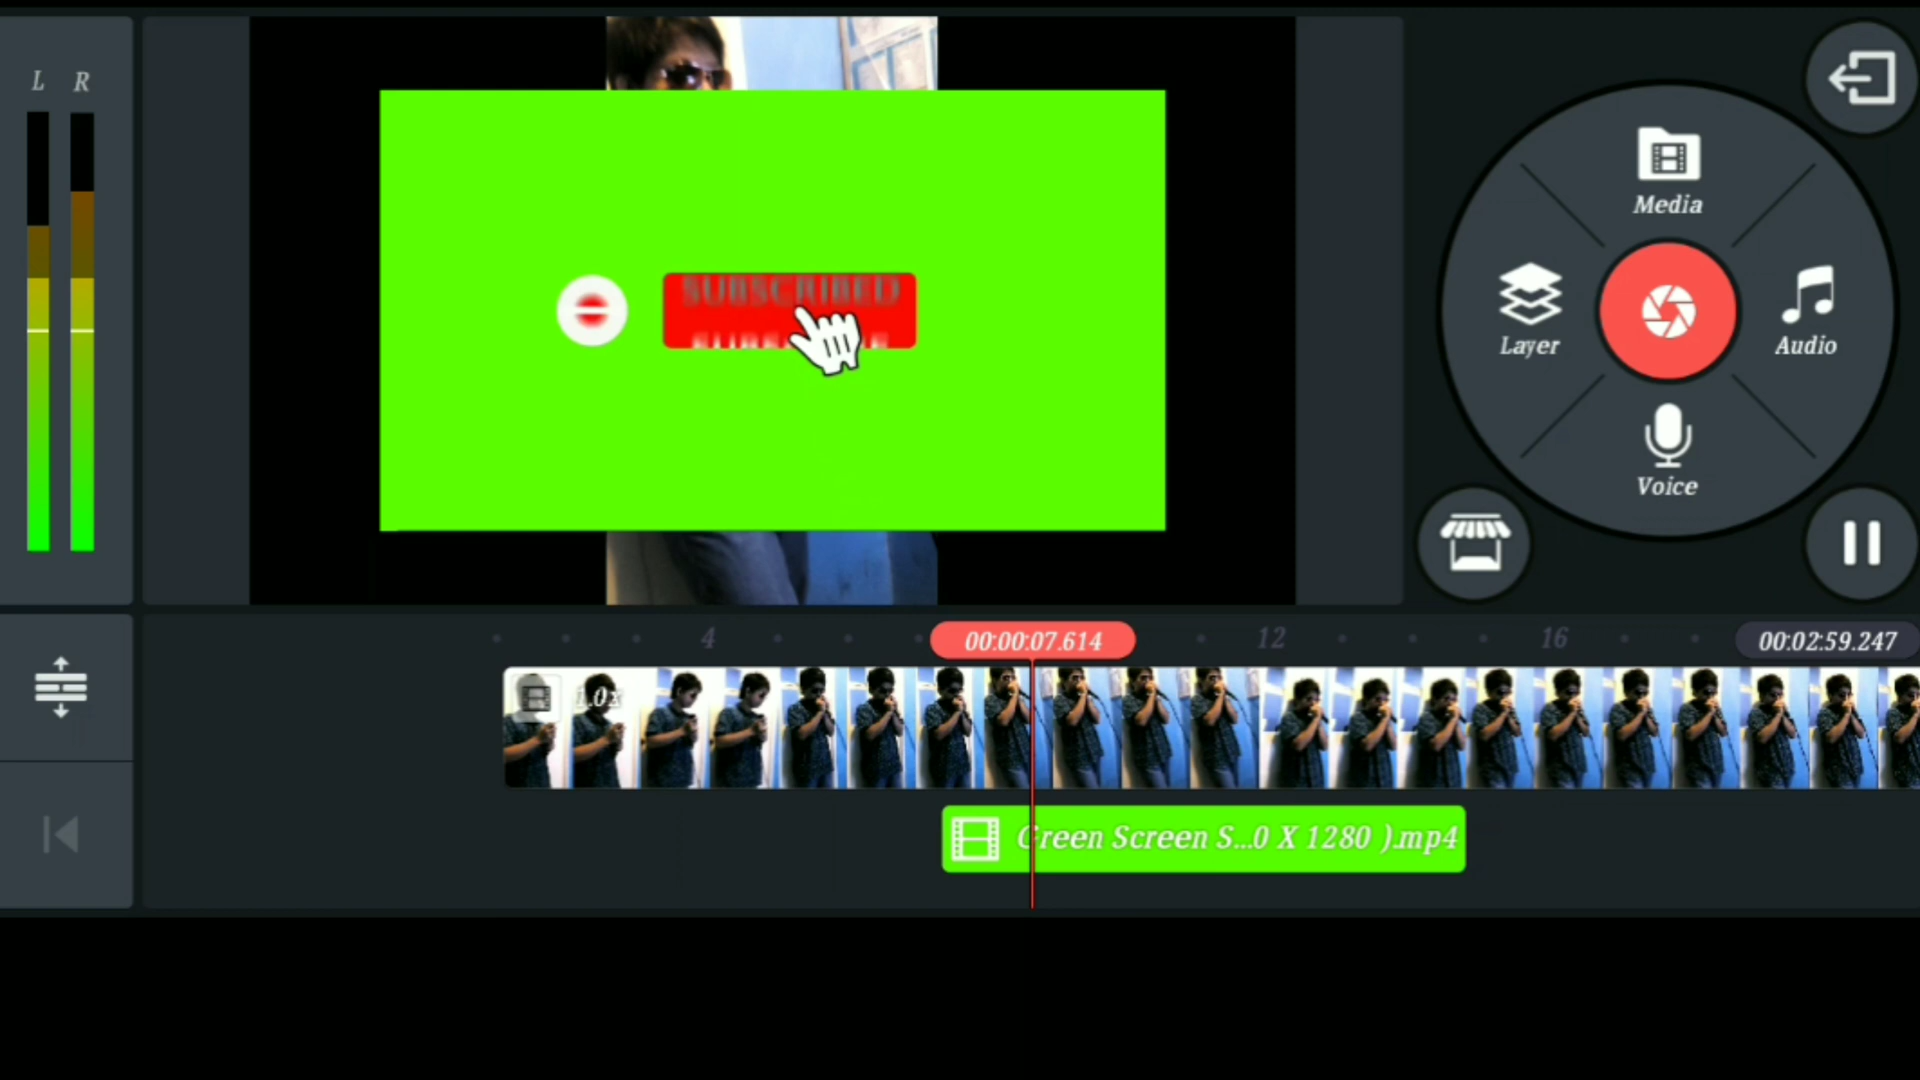 L R
SUBSCRIBED
Media
Layer
Audio
Voice
4
00:00:07.614
12
16
00:02:59.247
1.0x
Green Screen S...0 X 1280 ).mp4